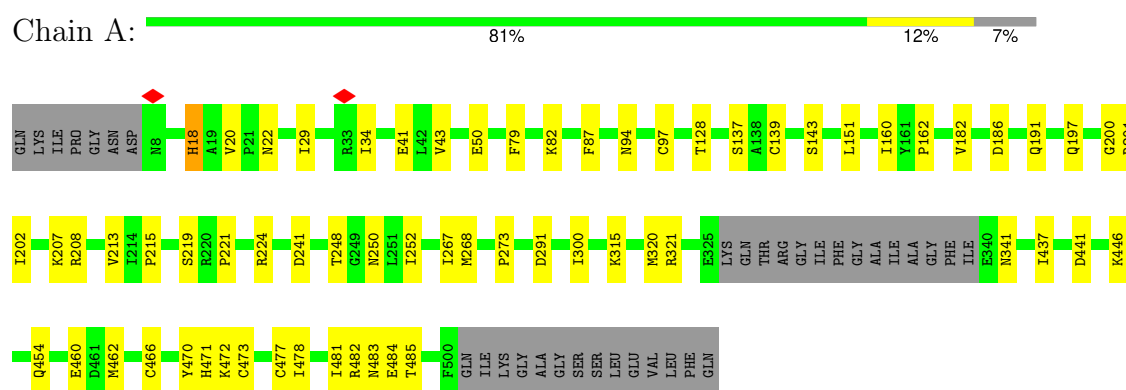 Chain A:
81% 12% 7%
GLN LYS ILE PRO GLY ASN ASP N8 H18 A19 V20 P21 N22 I29 R33 I34 E41 L42 V43 E50 F79 K82 F87 N94 C97 T128 S137 A138 C139 S143 L151 I160 Y161 P162 V182 D186 Q191 Q197 G200
I202 K207 R208 V213 I214 P215 S219 R220 P221 R224 D241 T248 G249 N250 L251 I252 I267 M268 P273 D291 I300 K315 M320 R321 E325 LYS GLN THR ARG GLY ILE PHE GLY ALA ILE ALA GLY PHE ILE E340 N341 I437 D441 K446
Q454 E460 D461 M462 C466 Y470 H471 K472 C473 C477 I478 I481 R482 N483 E484 T485 F500 GLN ILE LYS GLY ALA GLY SER SER LEU GLU VAL LEU PHE GLN